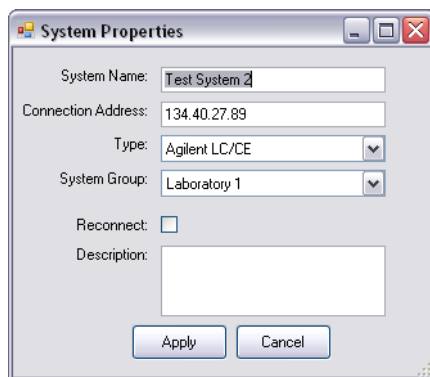 System Properties
System Name: Test System 2
Connection Address: 134.40.27.89
Type: Agilent LC/CE
System Group: Laboratory 1
Reconnect:
Description:
Apply Cancel